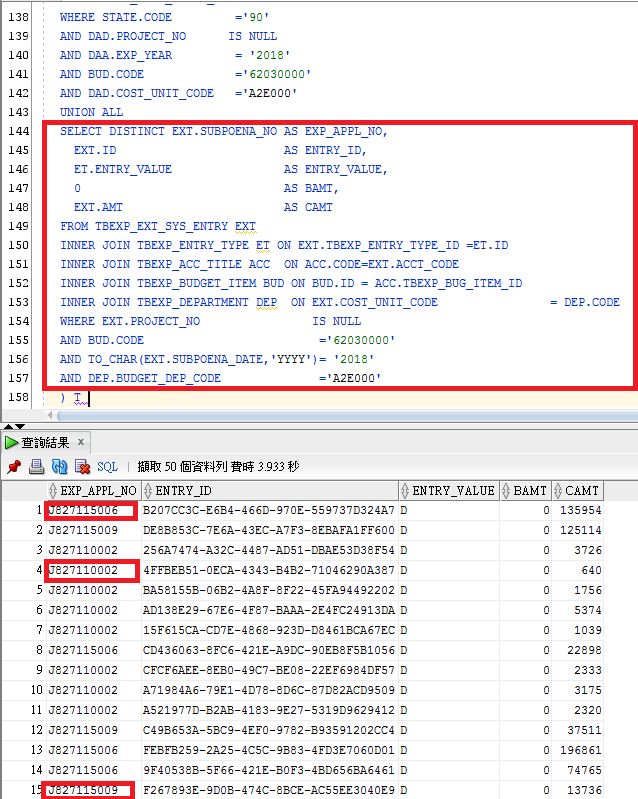 138 WHERE STATE.CODE ='90'
139 AND DAD.PROJECT_NO IS NULL
140 AND DAA.EXP_YEAR = '2018'
141 AND BUD.CODE ='62030000'
142 AND DAD.COST_UNIT_CODE ='A2E000'
143 UNION ALL
144 SELECT DISTINCT EXT.SUBPOENA_NO AS EXP_APPL_NO,
145 EXT.ID AS ENTRY_ID,
146 ET.ENTRY_VALUE AS ENTRY_VALUE,
147 0 AS BAMT,
148 EXT.AMT AS CAMT
149 FROM TBEXP_EXT_SYS_ENTRY EXT
150 INNER JOIN TBEXP_ENTRY_TYPE ET ON EXT.TBEXP_ENTRY_TYPE_ID =ET.ID
151 INNER JOIN TBEXP_ACC_TITLE ACC ON ACC.CODE=EXT.ACCT_CODE
152 INNER JOIN TBEXP_BUDGET_ITEM BUD ON BUD.ID = ACC.TBEXP_BUG_ITEM_ID
153 INNER JOIN TBEXP_DEPARTMENT DEP ON EXT.COST_UNIT_CODE = DEP.CODE
154 WHERE EXT.PROJECT_NO IS NULL
155 AND BUD.CODE ='62030000'
156 AND TO_CHAR(EXT.SUBPOENA_DATE,'YYYY')= '2018'
157 AND DEP.BUDGET_DEP_CODE ='A2E000'
158 ) T
查詢結果 x
SQL | 擷取 50 個資料列 費時 3.933 秒
EXP_APPL_NO ENTRY_ID ENTRY_VALUE BAMT CAMT
1 J827115006 B207CC3C-E6B4-466D-970E-559737D324A7 D 0 135954
2 J827115009 DE8B853C-7E6A-43EC-A7F3-8EBAFA1FF600 D 0 125114
3 J827110002 256A7474-A32C-4487-AD51-DBAE53D38F54 D 0 3726
4 J827110002 4FFBEB51-0ECA-4343-B4B2-71046290A387 D 0 640
5 J827110002 BA58155B-06B2-4A8F-8F22-45FA94492202 D 0 1756
6 J827110002 AD138E29-67E6-4F87-BAAA-2E4FC24913DA D 0 5374
7 J827110002 15F615CA-CD7E-4868-923D-D8461BCA67EC D 0 1039
8 J827115006 CD436063-8FC6-421E-A9DC-90EB8F5B1056 D 0 22898
9 J827110002 CFCF6AEE-8EB0-49C7-BE08-22EF6984DF57 D 0 2333
10 J827110002 A71984A6-79E1-4D78-8D6C-87D82ACD9509 D 0 3175
11 J827110002 A521977D-B2AB-4183-9E27-5319D9629412 D 0 2320
12 J827115009 C49B653A-5BC9-4EF0-9782-B93591202CC4 D 0 37511
13 J827115006 FEBFB259-2A25-4C5C-9B83-4FD3E7060D01 D 0 196861
14 J827115006 9F40538B-5F66-421E-B0F3-4BD656BA6461 D 0 74765
15 J827115009 F267893E-9D0B-474C-8BCE-AC55EE3040E9 D 0 13736